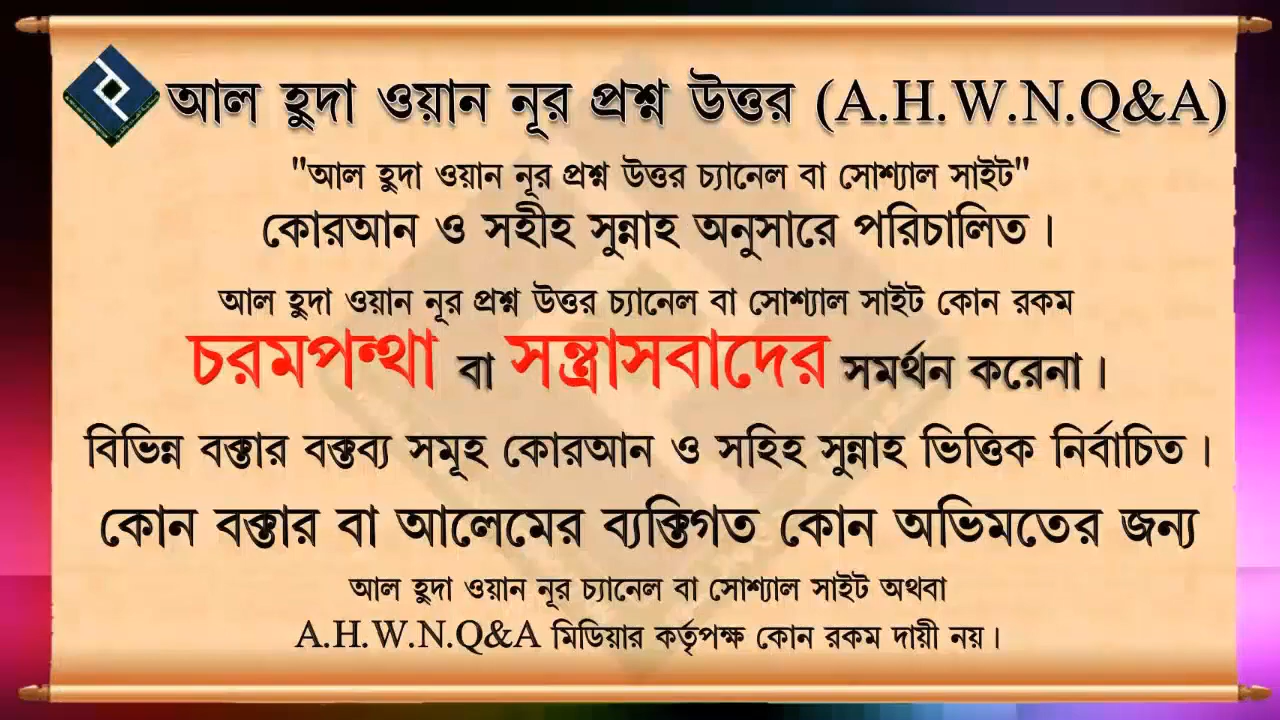 আল হুদা ওয়ান নূর প্রশ্ন উত্তর (A.H.W.N.Q&A)
"আল হুদা ওয়ান নূর প্রশ্ন উত্তর চ্যানেল বা সোশ্যাল সাইট"
কোরআন ও সহীহ সুন্নাহ অনুসারে পরিচালিত।
আল হুদা ওয়ান নূর প্রশ্ন উত্তর চ্যানেল বা সোশ্যাল সাইট কোন রকম
চরমপন্থা বা সন্ত্রাসবাদের সমর্থন করেনা।
বিভিন্ন বক্তার বক্তব্য সমূহ কোরআন ও সহিহ সুন্নাহ ভিত্তিক নির্বাচিত।
কোন বক্তার বা আলেমের ব্যক্তিগত কোন অভিমতের জন্য
আল হুদা ওয়ান নূর চ্যানেল বা সোশ্যাল সাইট অথবা
A.H.W.N.Q&A মিডিয়ার কর্তৃপক্ষ কোন রকম দায়ী নয়।